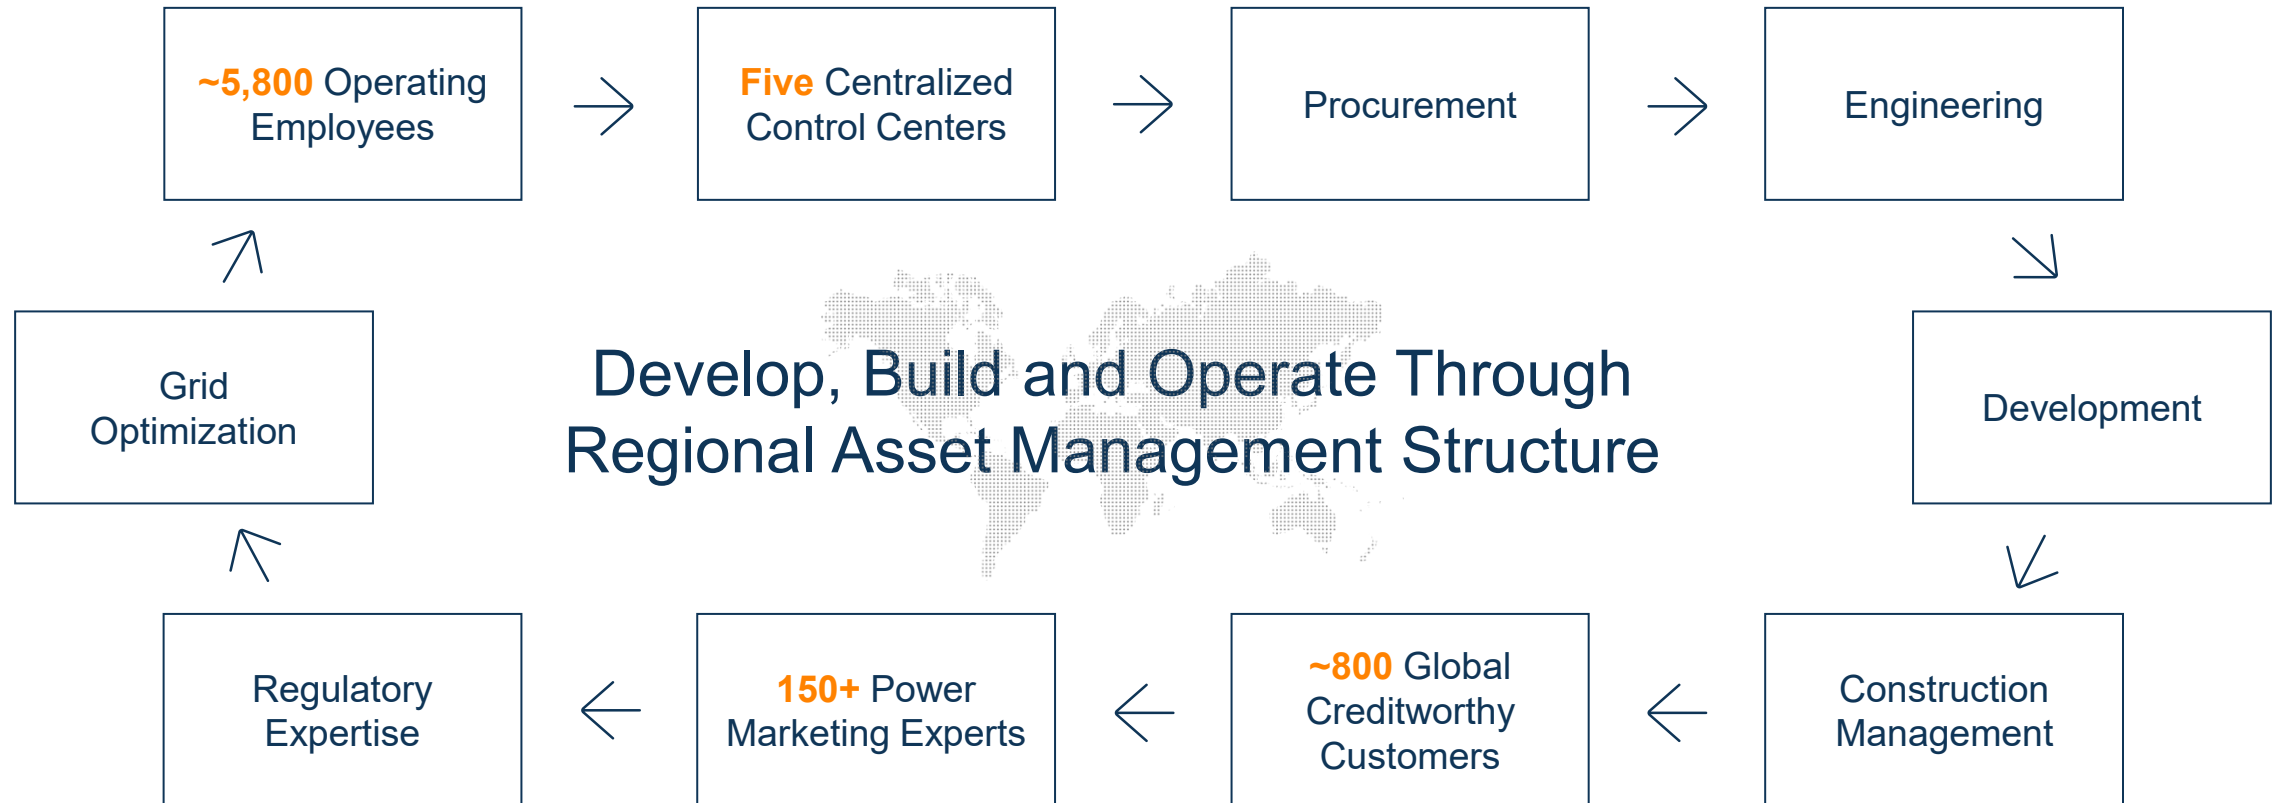 ~5,800 Operating
Employees
Five Centralized
Control Centers
Procurement
Engineering
Grid
Optimization
Develop, Build and Operate Through
Regional Asset Management Structure
Development
Regulatory
Expertise
150+ Power
Marketing Experts
~800 Global
Creditworthy
Customers
Construction
Management